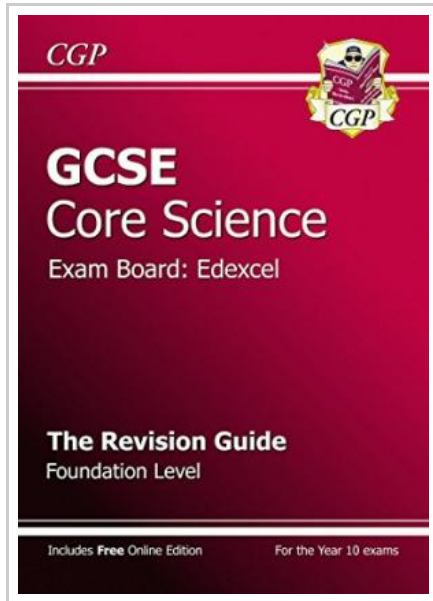 CGP
CGP
CGP
GCSE
Core Science
Exam Board: Edexcel
The Revision Guide
Foundation Level
Includes Free Online Edition
For the Year 10 exams